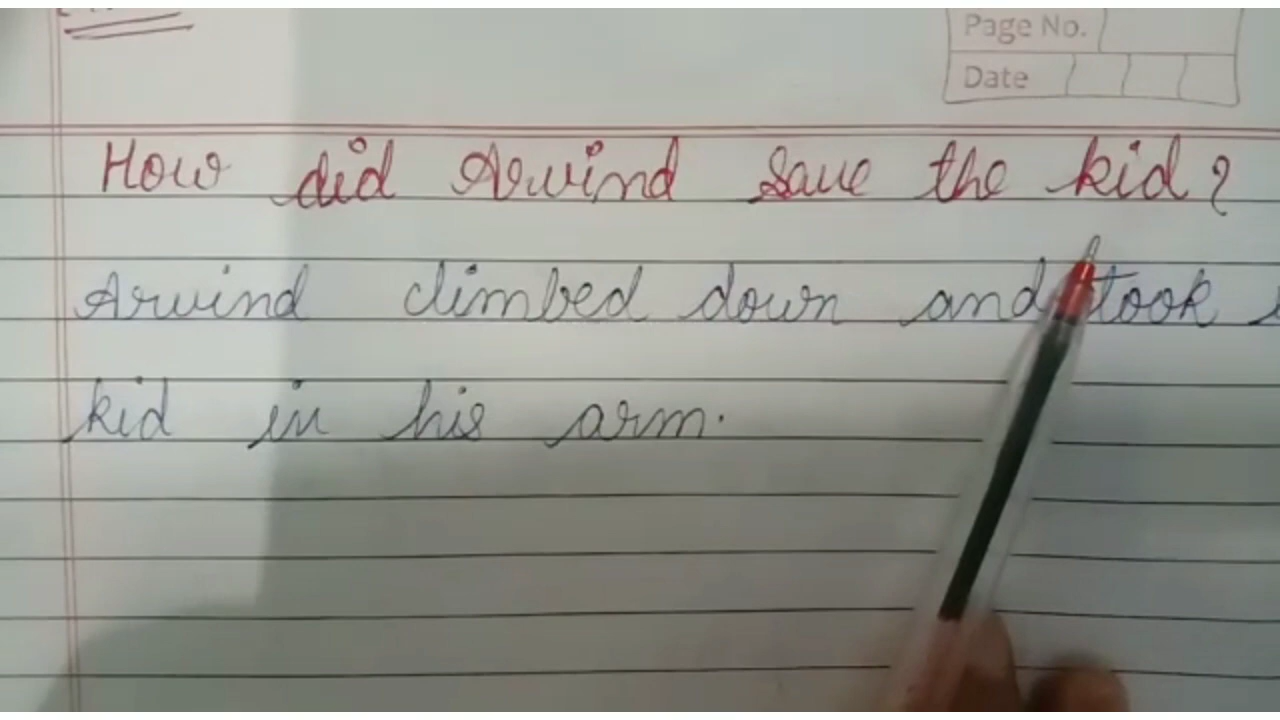 Page No.
Date
How did Arvind save the kid?
Arvind climbed down and took
kid in his arm.